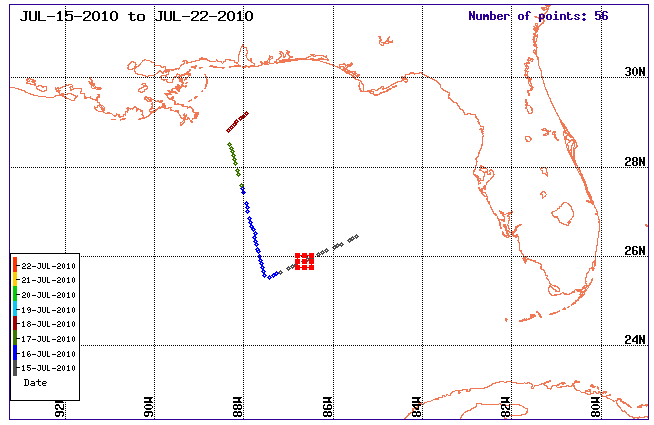 JUL-15-2010 to JUL-22-2010
Number of points: 56
30N
28N
26N
24N
22-JUL-2010
21-JUL-2010
20-JUL-2010
19-JUL-2010
18-JUL-2010
17-JUL-2010
16-JUL-2010
15-JUL-2010
Date
92W
90W
88W
86W
84W
82W
80W